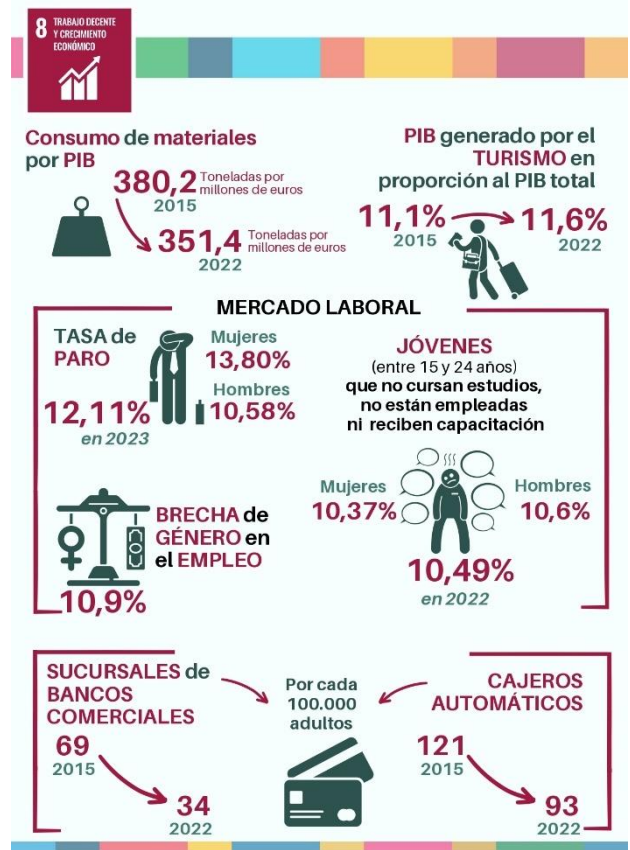 8 TRABAJO DECENTE
Y CRECIMIENTO
ECONÓMICO
Consumo de materiales
por PIB
380,2 Toneladas por
millones de euros
2015
351,4 Toneladas por
millones de euros
2022
PIB generado por el
TURISMO en
proporción al PIB total
11,1%
2015
11,6%
2022
MERCADO LABORAL
TASA de
PARO
12,11%
en 2023
Mujeres
13,80%
Hombres
10,58%
BRECHA de
GÉNERO en
el EMPLEO
10,9%
JÓVENES
(entre 15 y 24 años)
que no cursan estudios,
no están empleadas
ni reciben capacitación
Mujeres
10,37%
Hombres
10,6%
10,49%
en 2022
SUCURSALES de
BANCOS
COMERCIALES
69
2015
34
2022
Por cada
100.000
adultos
CAJEROS
AUTOMÁTICOS
121
2015
93
2022